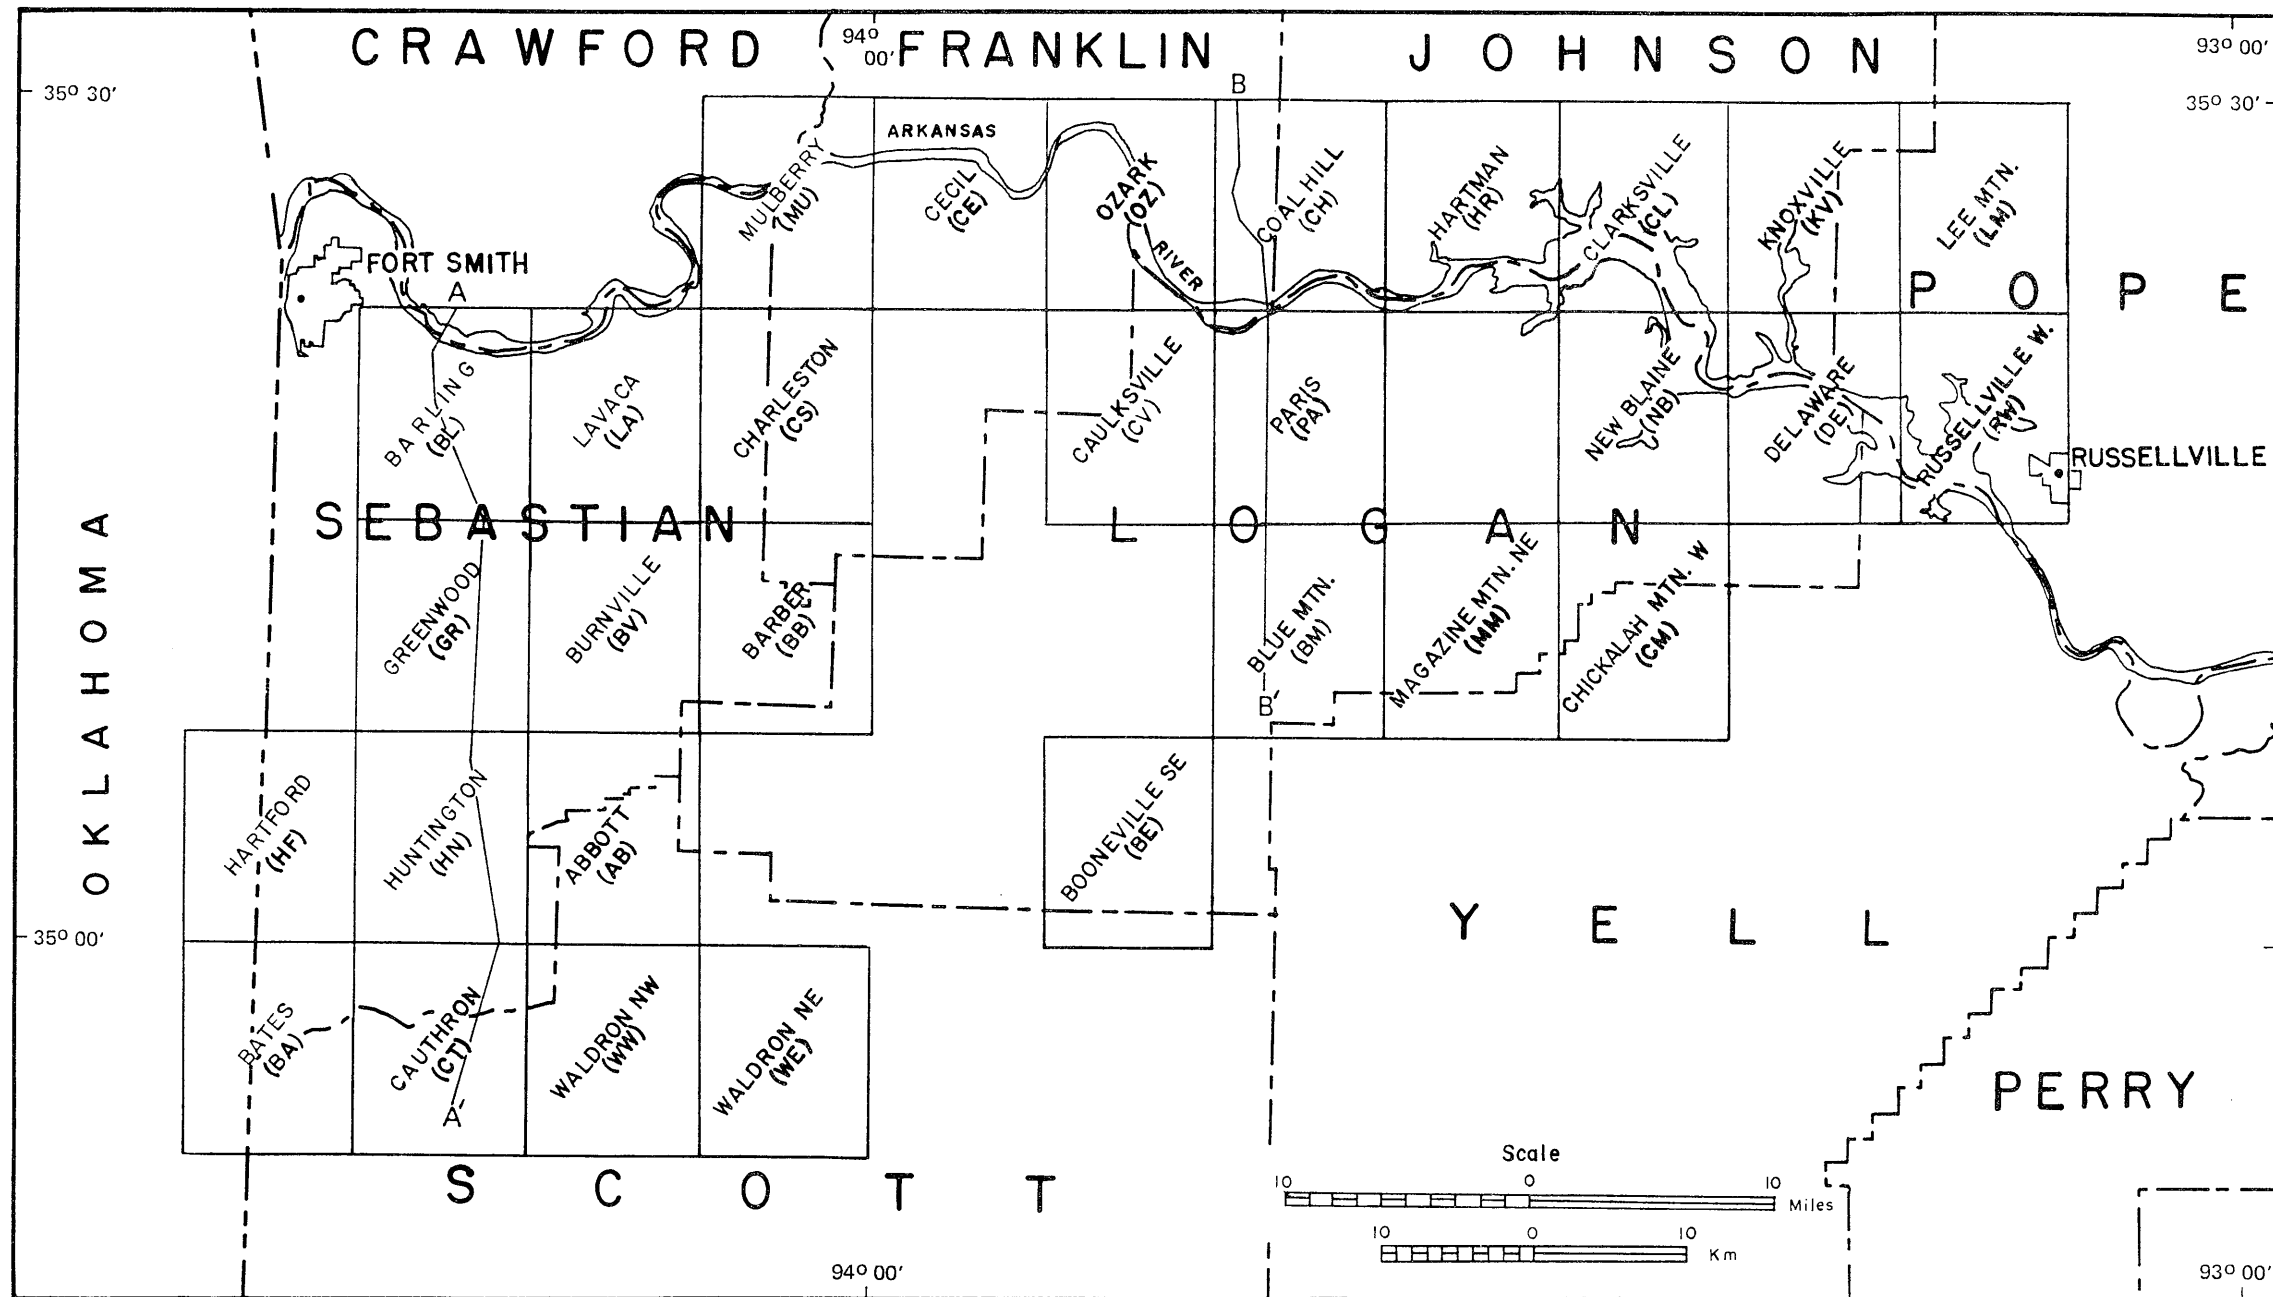 CRAWFORD
94° 00'
FRANKLIN
JOHNSON
93° 00'
35° 30'
35° 30'
B
ARKANSAS
MULBERRY
(MU)
CECIL
(CE)
OZARK
(OZ)
COAL HILL
(CH)
HARTMAN
(HR)
CLARKSVILLE
(CL)
KNOXVILLE
(KV)
LEE MTN.
(LM)
RIVER
FORT SMITH
A
POPE
BARLING
(BL)
LAVACA
(LA)
CHARLESTON
(CS)
CAULKSVILLE
(CV)
PARIS
(PA)
NEW BLAINE
(NB)
DELAWARE
(DE)
RUSSELLVILLE W.
(RW)
RUSSELLVILLE
OKLAHOMA
SEBASTIAN
LOGAN
GREENWOOD
(GR)
BURNVILLE
(BV)
BARBER
(BB)
BLUE MTN.
(BM)
MAGAZINE MTN. NE
(MM)
CHICKALAH MTN. W
(CM)
B'
HARTFORD
(HF)
HUNTINGTON
(HN)
ABBOTT
(AB)
BOONEVILLE SE
(BE)
35° 00'
YELL
BATES
(BA)
CAUTHRON
(CT)
WALDRON NW
(WW)
WALDRON NE
(WE)
A'
PERRY
SCOTT
Scale
10 0 10
Miles
10 0 10
Km
94° 00'
93° 00'